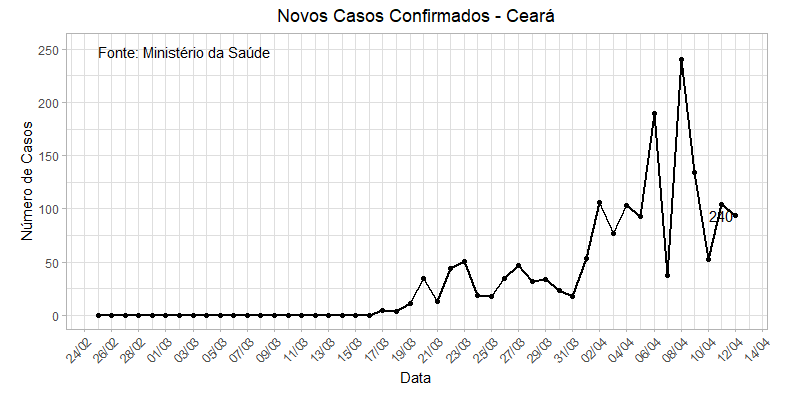 Novos Casos Confirmados - Ceará
Fonte: Ministério da Saúde
Número de Casos
250
200
150
100
50
0
240
24/02 26/02 28/02 01/03 03/03 05/03 07/03 09/03 11/03 13/03 15/03 17/03 19/03 21/03 23/03 25/03 27/03 29/03 31/03 02/04 04/04 06/04 08/04 10/04 12/04 14/04
Data